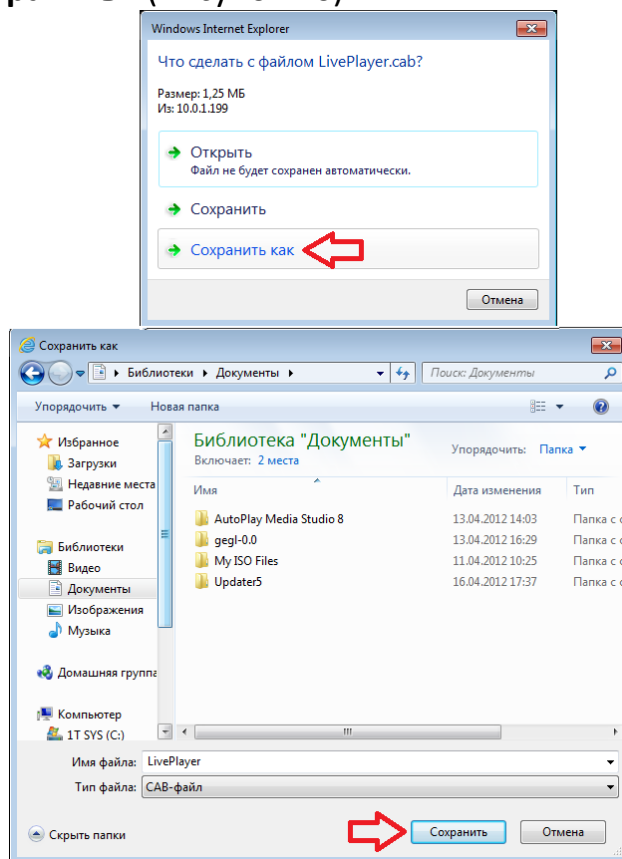 Windows Internet Explorer
Что сделать с файлом LivePlayer.cab?
Размер: 1,25 МБ
Из: 10.0.1.199
Открыть
Файл не будет сохранен автоматически.
Сохранить
Сохранить как
Отмена
Сохранить как
Библиотеки Документы
Поиск: Документы
Упорядочить Новая папка
Избранное
Загрузки
Недавние места
Рабочий стол
Библиотеки
Видео
Документы
Изображения
Музыка
Домашняя группа
Компьютер
1T SYS (C:)
Библиотека "Документы"
Включает: 2 места
Упорядочить: Папка
Имя Дата изменения Тип
AutoPlay Media Studio 8 13.04.2012 14:03 Папка с
gegl-0.0 13.04.2012 16:29 Папка с
My ISO Files 11.04.2012 10:25 Папка с
Updater5 16.04.2012 17:37 Папка с
Имя файла: LivePlayer
Тип файла: CAB-файл
Скрыть папки
Сохранить
Отмена